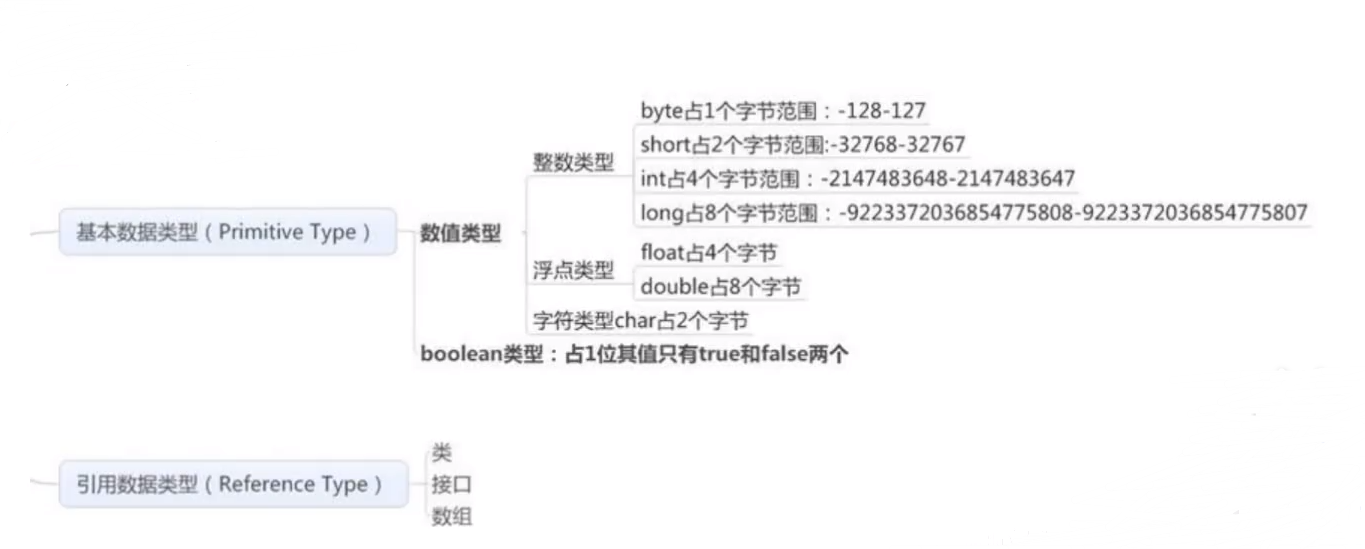 byte占1个字节范围：-128-127
short占2个字节范围:-32768-32767
整数类型
int占4个字节范围：-2147483648-2147483647
long占8个字节范围：-9223372036854775808-9223372036854775807
基本数据类型（Primitive Type）
数值类型
float占4个字节
浮点类型
double占8个字节
字符类型char占2个字节
boolean类型：占1位其值只有true和false两个
类
引用数据类型（Reference Type）
接口
数组